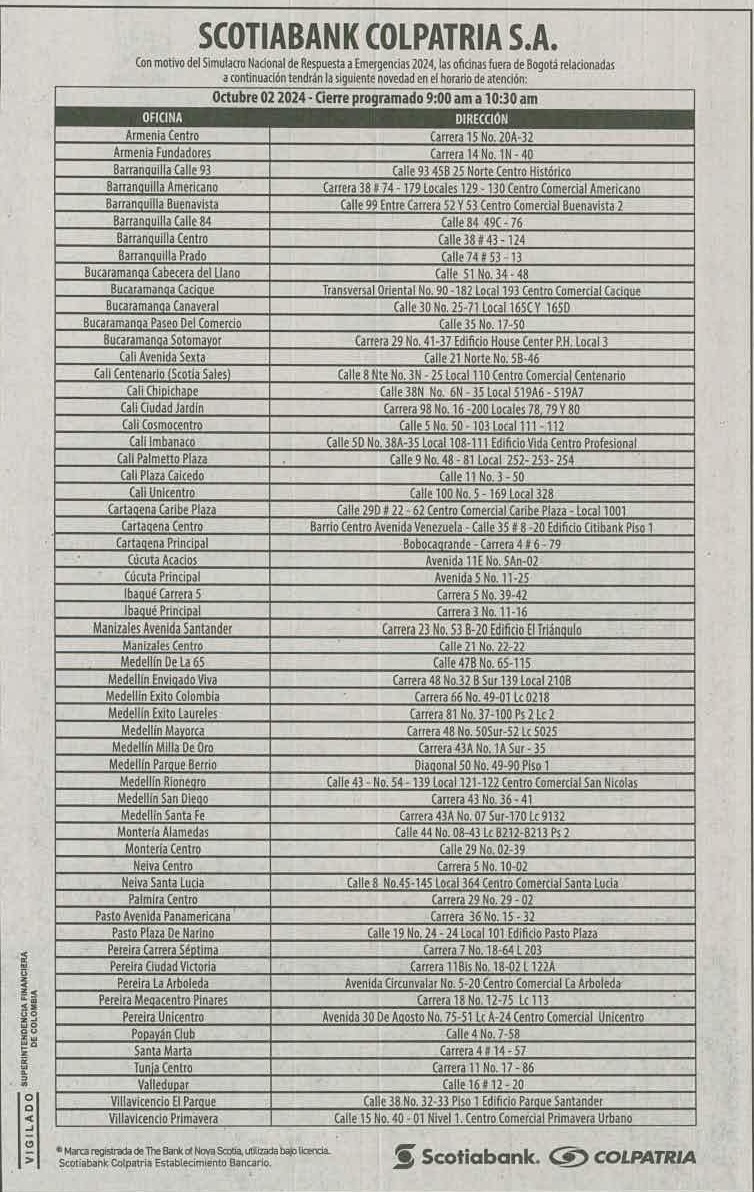 SCOTIABANK COLPATRIA S.A.
Con motivo del Simulacro Nacional de Respuesta a Emergencias 2024, las oficinas fuera de Bogotá relacionadas
a continuación tendrán la siguiente novedad en el horario de atención:
Octubre 02 2024 - Cierre programado 9:00 am a 10:30 am
OFICINA DIRECCIÓN
Armenia Centro Carrera 15 No. 20A-32
Armenia Fundadores Carrera 14 No. 1N - 40
Barranquilla Calle 93 Calle 93 45B 25 Norte Centro Histórico
Barranquilla Americano Carrera 38 # 74 - 179 Locales 129 - 130 Centro Comercial Americano
Barranquilla Buenavista Calle 99 Entre Carrera 52 Y 53 Centro Comercial Buenavista 2
Barranquilla Calle 84 Calle 84 49C - 76
Barranquilla Centro Calle 38 # 43 - 124
Barranquilla Prado Calle 74 # 53 - 13
Bucaramanga Cabecera del Llano Calle 51 No. 34 - 48
Bucaramanga Cacique Transversal Oriental No. 90 -182 Local 193 Centro Comercial Cacique
Bucaramanga Canaveral Calle 30 No. 25-71 Local 165C Y 165D
Bucaramanga Paseo Del Comercio Calle 35 No. 17-50
Bucaramanga Sotomayor Carrera 29 No. 41-37 Edificio House Center P.H. Local 3
Cali Avenida Sexta Calle 21 Norte No. 5B-46
Cali Centenario (Scotia Sales) Calle 8 Nte No. 3N - 25 Local 110 Centro Comercial Centenario
Cali Chipichape Calle 38N No. 6N - 35 Local 519A6 - 519A7
Cali Ciudad Jardín Carrera 98 No. 16 -200 Locales 78, 79 Y 80
Cali Cosmocentro Calle 5 No. 50 - 103 Local 111 - 112
Cali Imbanaco Calle 5D No. 38A-35 Local 108-111 Edificio Vida Centro Profesional
Cali Palmetto Plaza Calle 9 No. 48 - 81 Local 252- 253- 254
Cali Plaza Caicedo Calle 11 No. 3 - 50
Cali Unicentro Calle 100 No. 5 - 169 Local 328
Cartagena Caribe Plaza Calle 29D # 22 - 62 Centro Comercial Caribe Plaza - Local 1001
Cartagena Centro Barrio Centro Avenida Venezuela - Calle 35 # 8 -20 Edificio Citibank Piso 1
Cartagena Principal Bobocagrande - Carrera 4 # 6 - 79
Cúcuta Acacios Avenida 11E No. 5An-02
Cúcuta Principal Avenida 5 No. 11-25
Ibagué Carrera 5 Carrera 5 No. 39-42
Ibagué Principal Carrera 3 No. 11-16
Manizales Avenida Santander Carrera 23 No. 53 B-20 Edificio El Triángulo
Manizales Centro Calle 21 No. 22-22
Medellín De La 65 Calle 47B No. 65-115
Medellín Envigado Viva Carrera 48 No.32 B Sur 139 Local 210B
Medellín Exito Colombia Carrera 66 No. 49-01 Lc 0218
Medellín Exito Laureles Carrera 81 No. 37-100 Ps 2 Lc 2
Medellín Mayorca Carrera 48 No. 50Sur-52 Lc 5025
Medellín Milla De Oro Carrera 43A No. 1A Sur - 35
Medellín Parque Berrio Diagonal 50 No. 49-90 Piso 1
Medellín Rionegro Calle 43 - No. 54 - 139 Local 121-122 Centro Comercial San Nicolas
Medellín San Diego Carrera 43 No. 36 - 41
Medellín Santa Fe Carrera 43A No. 07 Sur-170 Lc 9132
Montería Alamedas Calle 44 No. 08-43 Lc B212-B213 Ps 2
Montería Centro Calle 29 No. 02-39
Neiva Centro Carrera 5 No. 10-02
Neiva Santa Lucia Calle 8 No.45-145 Local 364 Centro Comercial Santa Lucia
Palmira Centro Carrera 29 No. 29 - 02
Pasto Avenida Panamericana Carrera 36 No. 15 - 32
Pasto Plaza De Narino Calle 19 No. 24 - 24 Local 101 Edificio Pasto Plaza
Pereira Carrera Séptima Carrera 7 No. 18-64 L 203
Pereira Ciudad Victoria Carrera 11Bis No. 18-02 L 122A
Pereira La Arboleda Avenida Circunvalar No. 5-20 Centro Comercial Ca Arboleda
Pereira Megacentro Pinares Carrera 18 No. 12-75 Lc 113
Pereira Unicentro Avenida 30 De Agosto No. 75-51 Lc A-24 Centro Comercial Unicentro
Popayán Club Calle 4 No. 7-58
Santa Marta Carrera 4 # 14 - 57
Tunja Centro Carrera 11 No. 17 - 86
Valledupar Calle 16 # 12 - 20
Villavicencio El Parque Calle 38 No. 32-33 Piso 1 Edificio Parque Santander
Villavicencio Primavera Calle 15 No. 40 - 01 Nivel 1. Centro Comercial Primavera Urbano
VIGILADO SUPERINTENDENCIA FINANCIERA
DE COLOMBIA
® Marca registrada de The Bank of Nova Scotia, utilizada bajo licencia.
Scotiabank Colpatria Establecimiento Bancario.
Scotiabank. COLPATRIA